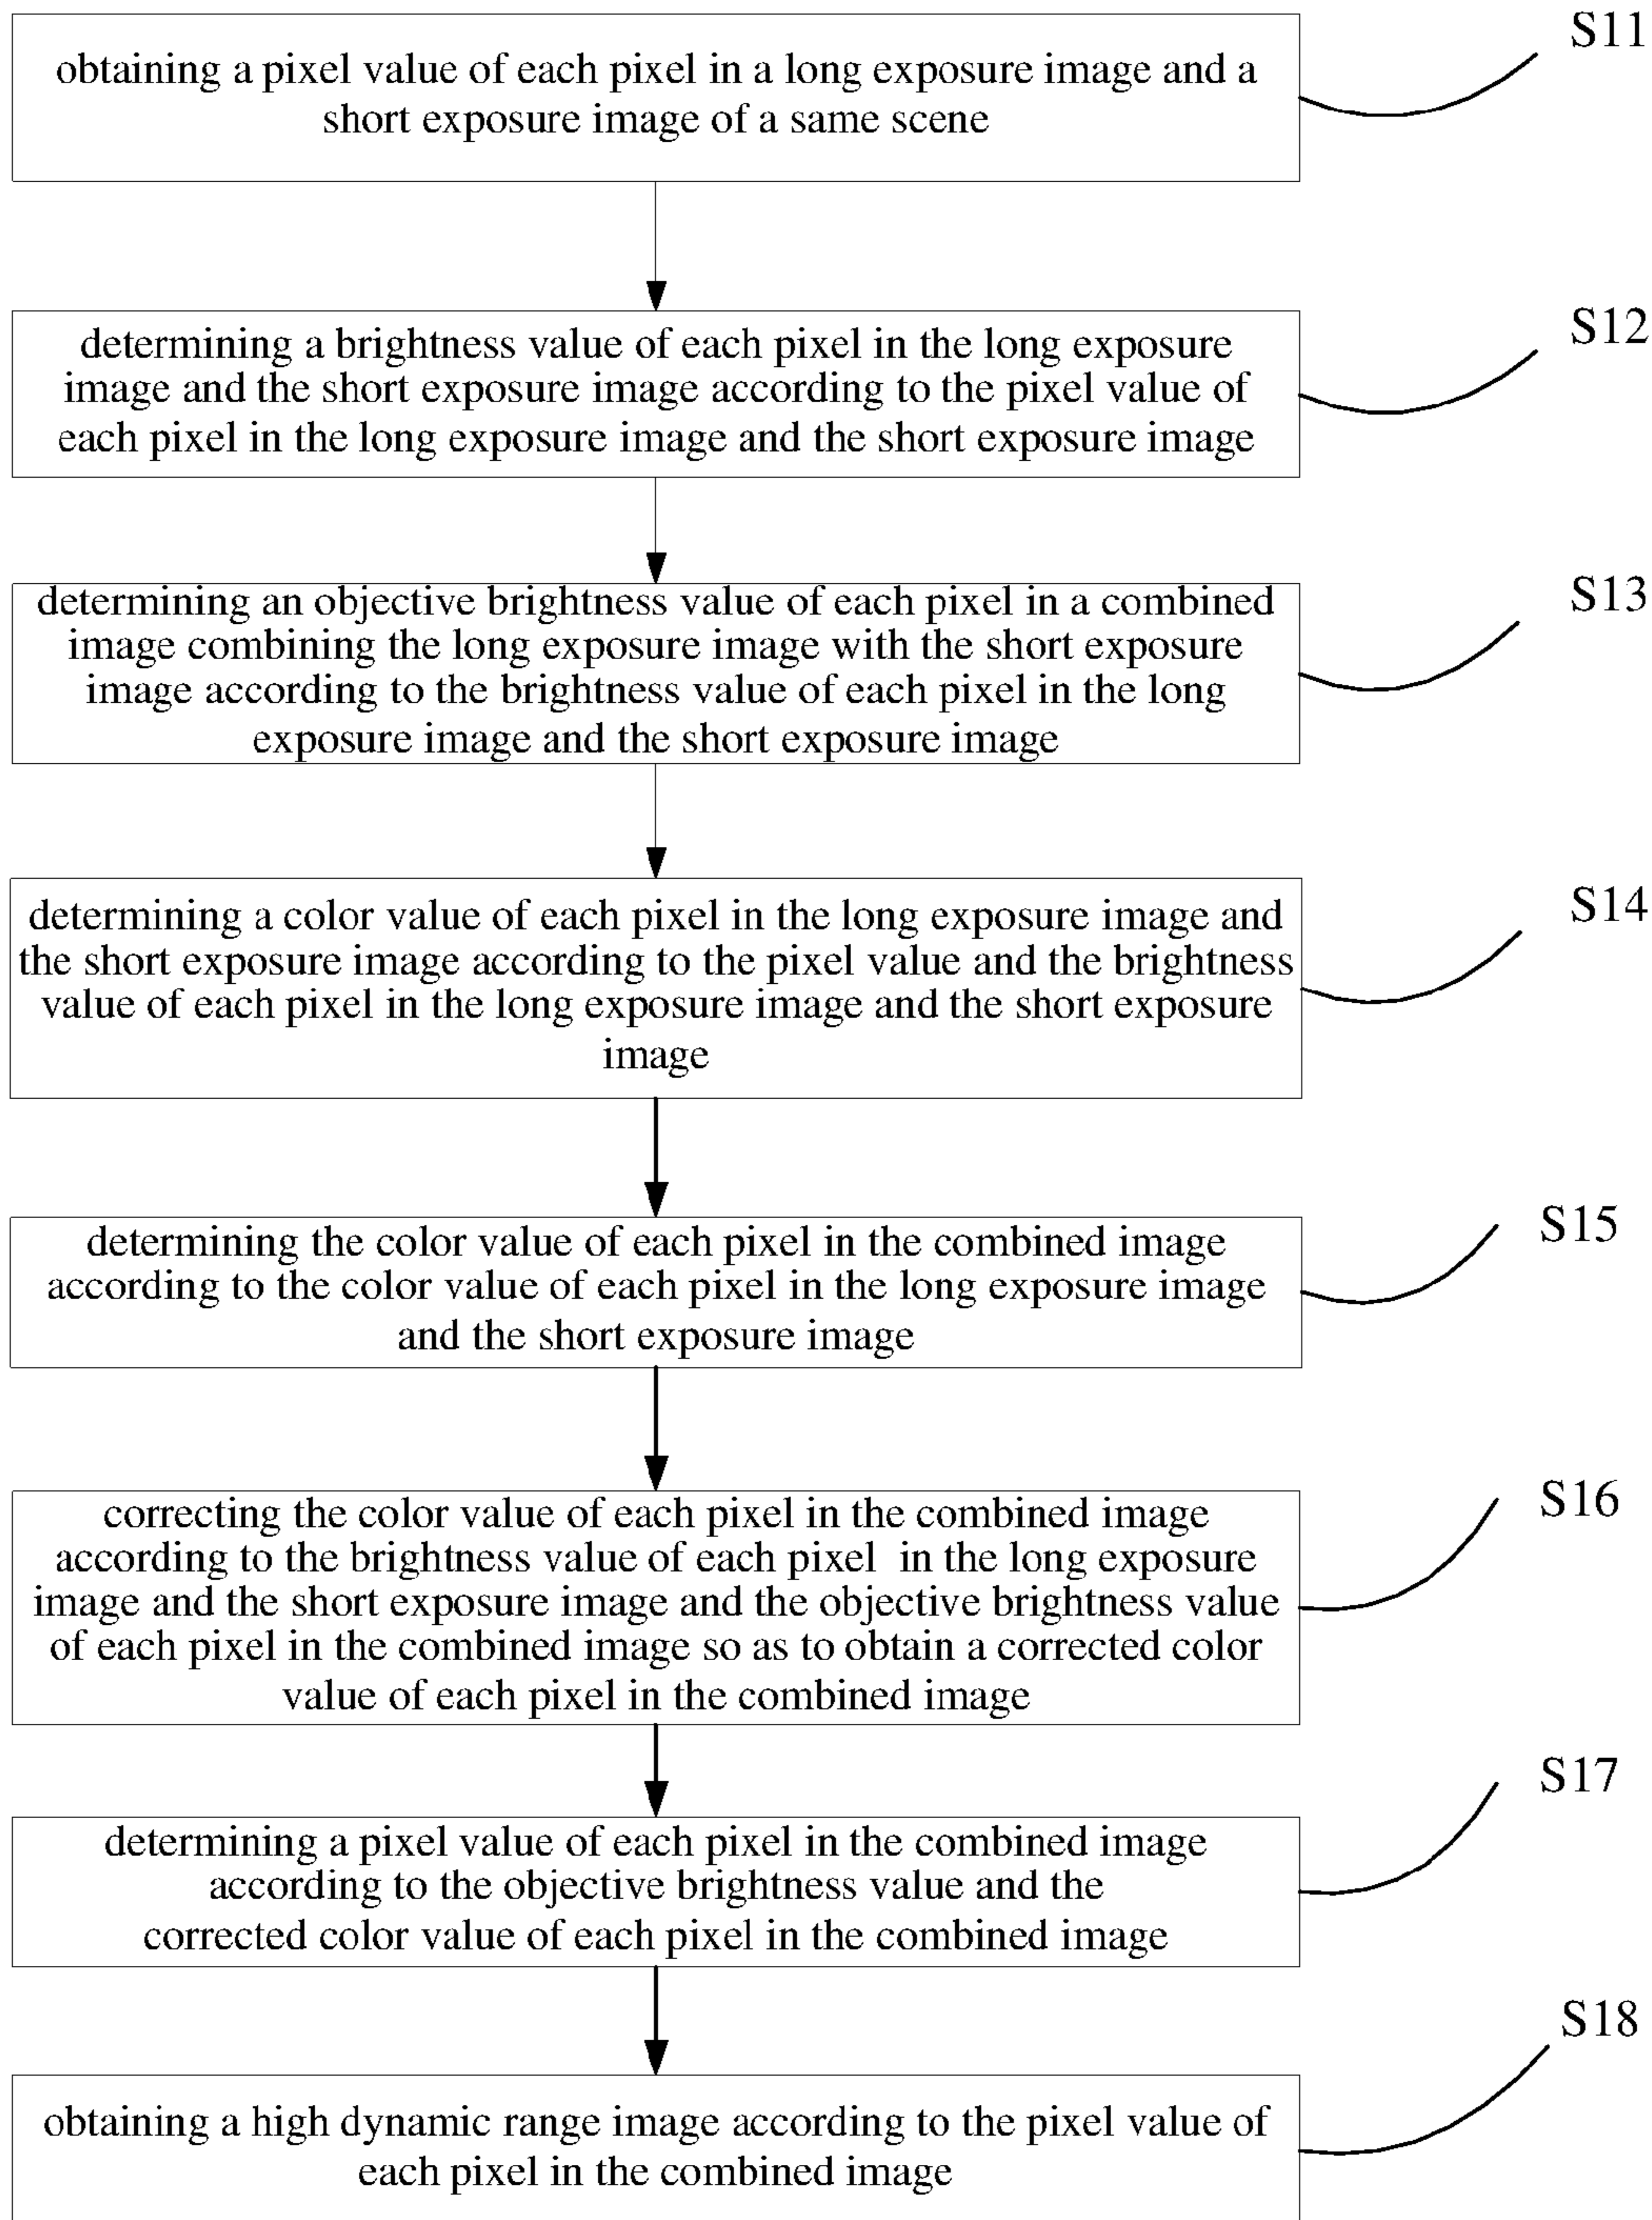 S11
obtaining a pixel value of each pixel in a long exposure image and a
short exposure image of a same scene
S12
determining a brightness value of each pixel in the long exposure
image and the short exposure image according to the pixel value of
each pixel in the long exposure image and the short exposure image
S13
determining an objective brightness value of each pixel in a combined
image combining the long exposure image with the short exposure
image according to the brightness value of each pixel in the long
exposure image and the short exposure image
S14
determining a color value of each pixel in the long exposure image and
the short exposure image according to the pixel value and the brightness
value of each pixel in the long exposure image and the short exposure
image
S15
determining the color value of each pixel in the combined image
according to the color value of each pixel in the long exposure image
and the short exposure image
S16
correcting the color value of each pixel in the combined image
according to the brightness value of each pixel in the long exposure
image and the short exposure image and the objective brightness value
of each pixel in the combined image so as to obtain a corrected color
value of each pixel in the combined image
S17
determining a pixel value of each pixel in the combined image
according to the objective brightness value and the
corrected color value of each pixel in the combined image
S18
obtaining a high dynamic range image according to the pixel value of
each pixel in the combined image